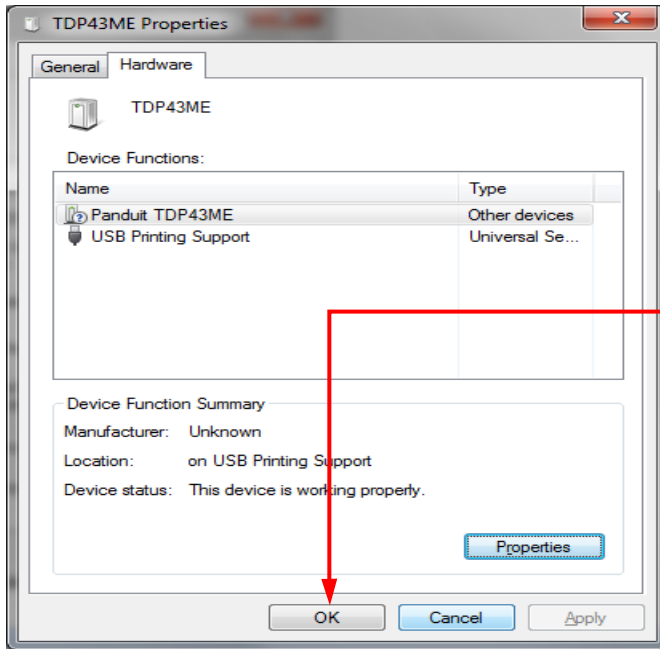 TDP43ME Properties
General Hardware
TDP43ME
Device Functions:
Name Type
Panduit TDP43ME Other devices
USB Printing Support Universal Se...
Device Function Summary
Manufacturer: Unknown
Location: on USB Printing Support
Device status: This device is working properly.
Properties
OK Cancel Apply